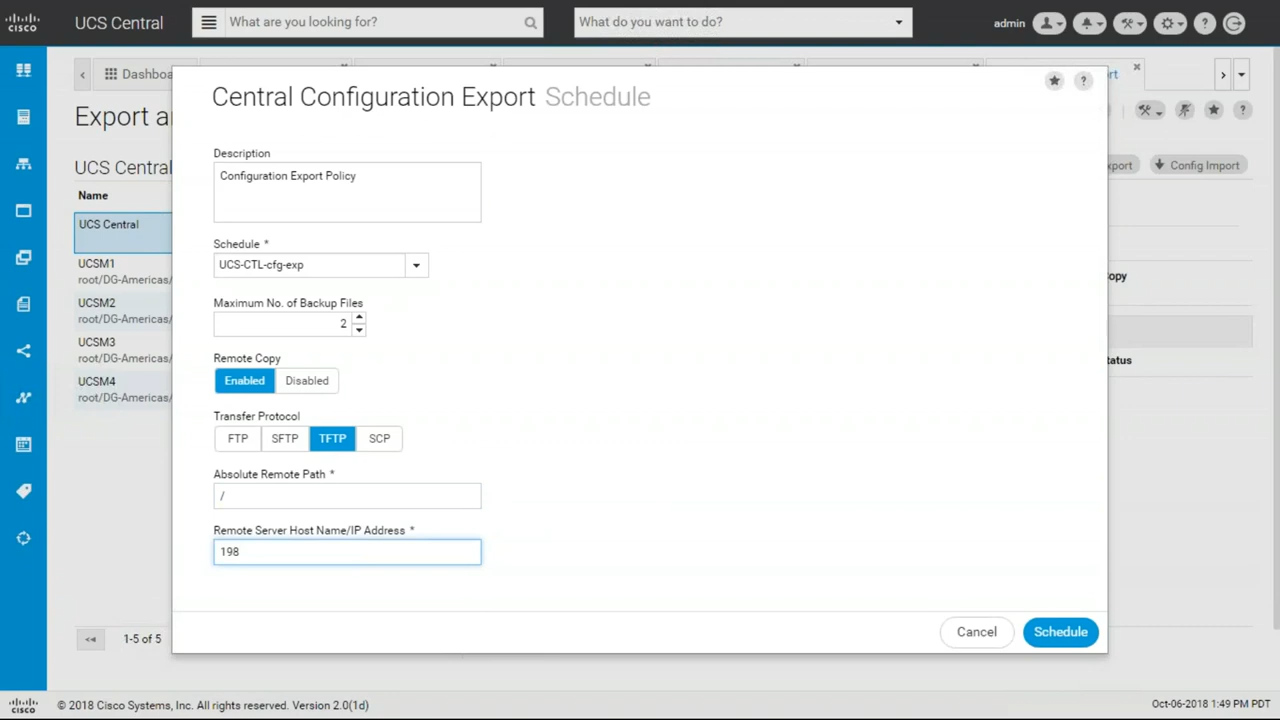 cisco
UCS Central
What are you looking for?
What do you want to do?
admin
?
Dashboa
rt
Export a
?
UCS Central
port
Config Import
Name
UCS Central
UCSM1
root/DG-Americas/
UCSM2
root/DG-Americas/
UCSM3
root/DG-Americas/
UCSM4
root/DG-Americas/
opy
tatus
1-5 of 5
Central Configuration Export Schedule
?
Description
Configuration Export Policy
Schedule *
UCS-CTL-cfg-exp
Maximum No. of Backup Files
2
Remote Copy
Enabled
Disabled
Transfer Protocol
FTP
SFTP
TFTP
SCP
Absolute Remote Path *
/
Remote Server Host Name/IP Address *
198
Cancel
Schedule
cisco
© 2018 Cisco Systems, Inc. All rights reserved. Version 2.0(1d)
Oct-06-2018 1:49 PM PDT